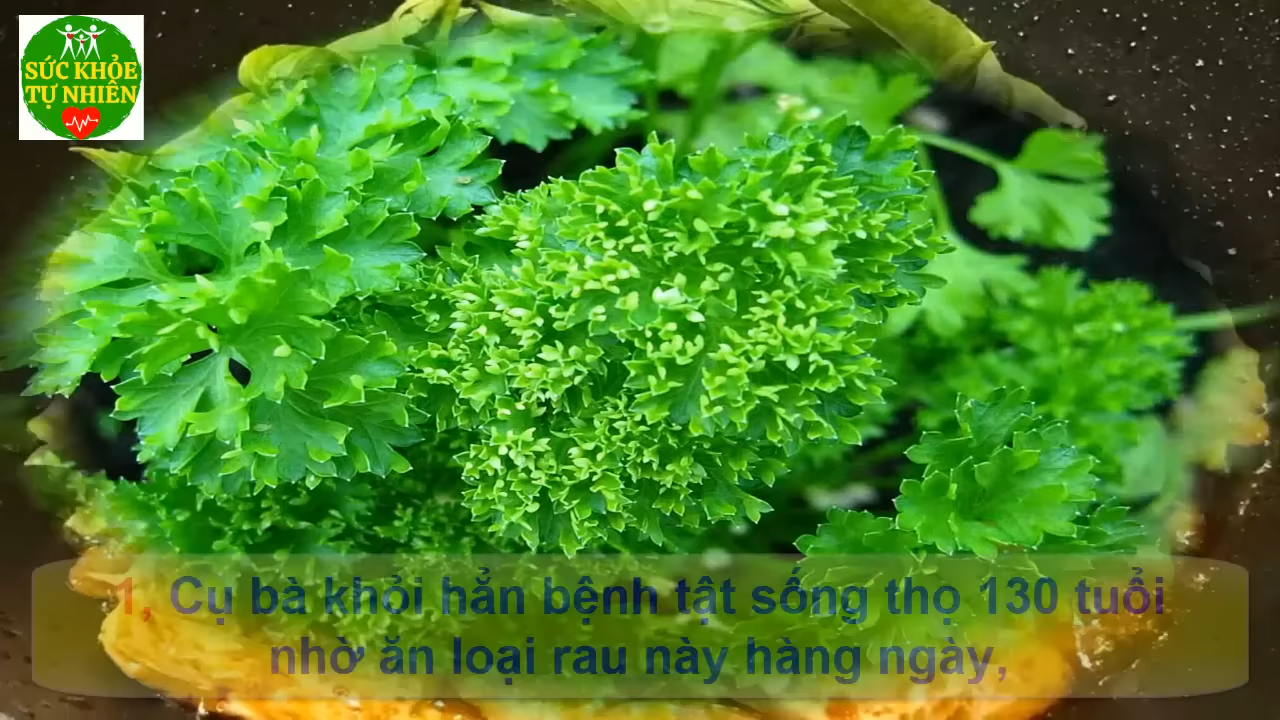 SỨC KHỎE
TỰ NHIÊN
1, Cụ bà khỏi hẳn bệnh tật sống thọ 130 tuổi
nhờ ăn loại rau này hàng ngày,